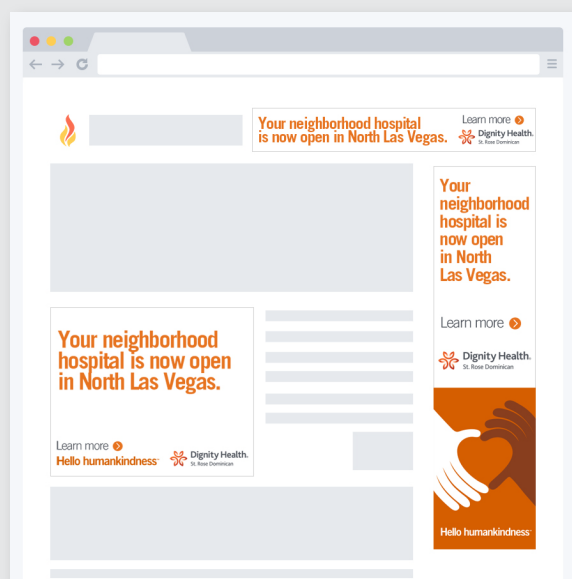 Your neighborhood hospital
is now open in North Las Vegas.
Learn more
Dignity Health.
St. Rose Dominican
Your
neighborhood
hospital is
now open
in North
Las Vegas.
Learn more
Dignity Health.
St. Rose Dominican
Hello humankindness™
Your neighborhood
hospital is now open
in North Las Vegas.
Learn more
Hello humankindness™
Dignity Health.
St. Rose Dominican